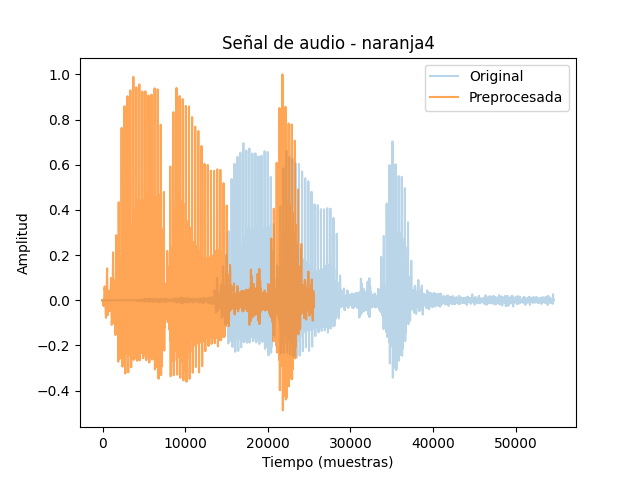 Señal de audio - naranja4
Original
Preprocesada
Amplitud
1.0
0.8
0.6
0.4
0.2
0.0
−0.2
−0.4
0
10000
20000
30000
40000
50000
Tiempo (muestras)